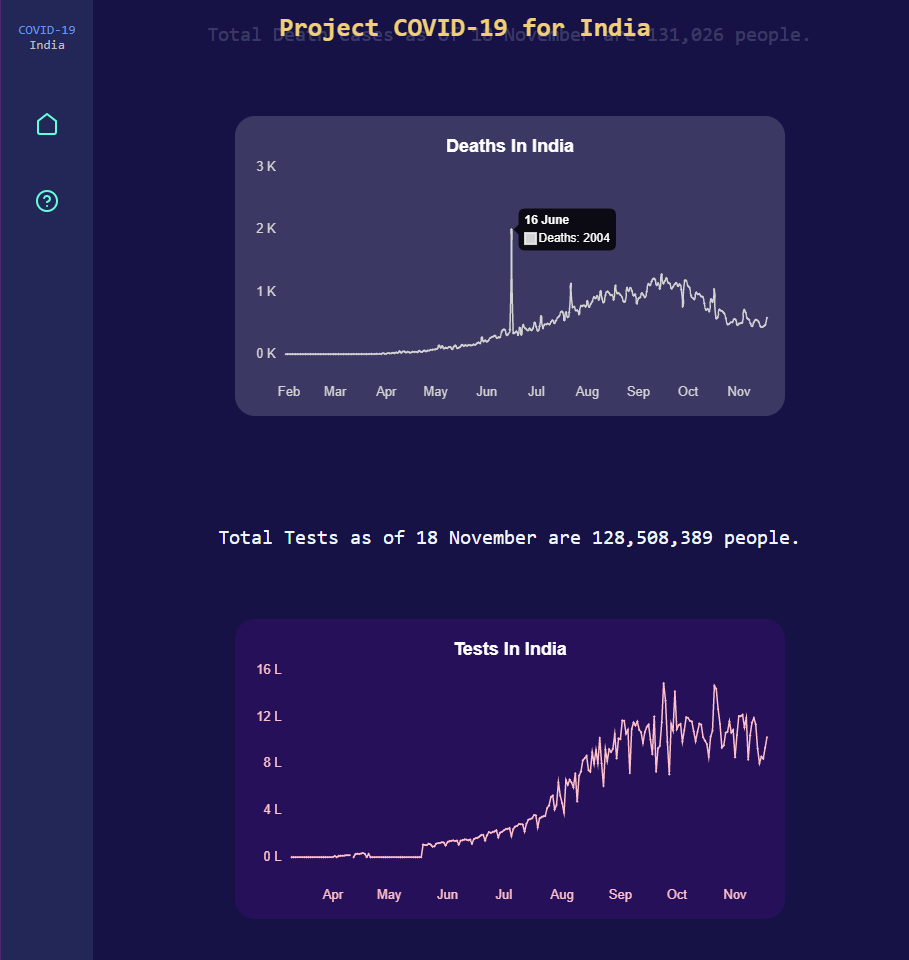 COVID-19
India
Project COVID-19 for India
Total Death Cases as of 18 November are 131,026 people.
Deaths In India
3 K
2 K
1 K
0 K
16 June
Deaths: 2004
Feb Mar Apr May Jun Jul Aug Sep Oct Nov
Total Tests as of 18 November are 128,508,389 people.
Tests In India
16 L
12 L
8 L
4 L
0 L
Apr May Jun Jul Aug Sep Oct Nov